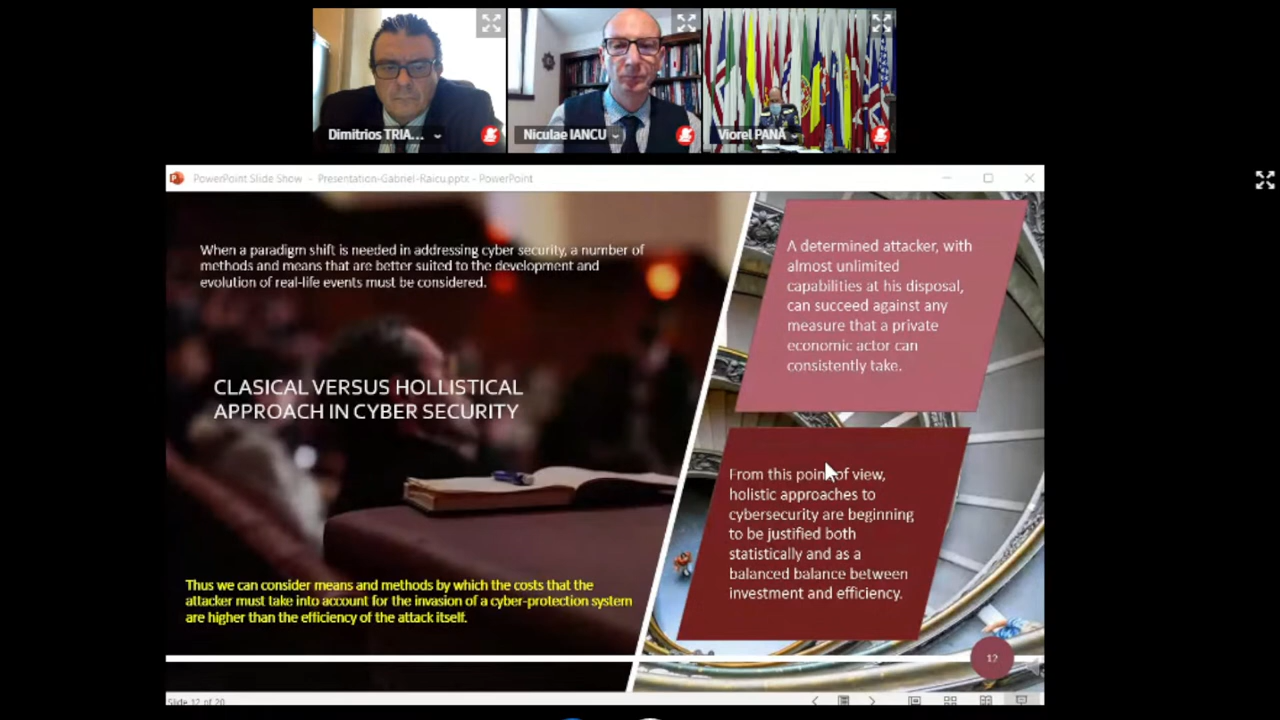 Dimitrios TRIA...
Niculae IANCU
Viorel PANĂ
PowerPoint Slide Show - Presentation-Gabriel-Raicu.pptx - PowerPoint
When a paradigm shift is needed in addressing cyber security, a number of
methods and means that are better suited to the development and
evolution of real-life events must be considered.
CLASICAL VERSUS HOLLISTICAL
APPROACH IN CYBER SECURITY
Thus we can consider means and methods by which the costs that the
attacker must take into account for the invasion of a cyber-protection system
are higher than the efficiency of the attack itself.
A determined attacker, with
almost unlimited
capabilities at his disposal,
can succeed against any
measure that a private
economic actor can
consistently take.
From this point of view,
holistic approaches to
cybersecurity are beginning
to be justified both
statistically and as a
balanced balance between
investment and efficiency.
12
Slide 12 of 20